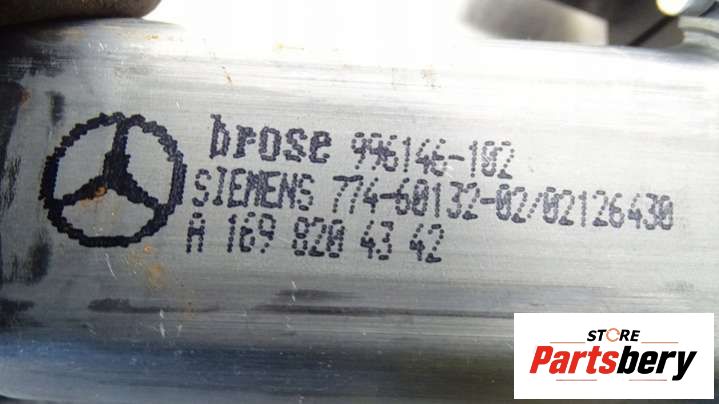 brose 996146-102
SIEMENS 774-60132-02/02126430
A 169 820 43 42
STORE
Partsbery